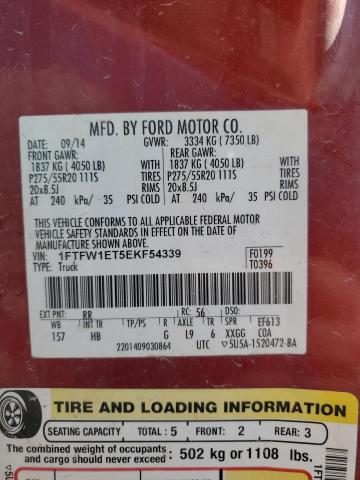 MFD. BY FORD MOTOR CO.
DATE: 09/14 GVWR: 3334 KG (7350 LB)
FRONT GAWR: REAR GAWR:
1837 KG (4050 LB) WITH 1837 KG (4050 LB) WITH
P275/55R20 111S TIRES P275/55R20 111S TIRES
20x8.5J RIMS 20x8.5J RIMS
AT 240 kPa/ 35 PSI COLD AT 240 kPa/ 35 PSI COLD
THIS VEHICLE CONFORMS TO ALL APPLICABLE FEDERAL MOTOR
VEHICLE SAFETY STANDARDS IN EFFECT ON THE DATE OF
MANUFACTURE SHOWN ABOVE.
VIN: 1FTFW1ET5EKF54339 F0199
TYPE: Truck T0396
EXT PNT: RR RC: 56 DSO:
WB INT TR TP/PS R AXLE TR SPR EF613
157 HB G L9 6 XXGG COA
2201409030864 UTC 5U5A-1520472-BA
TIRE AND LOADING INFORMATION
SEATING CAPACITY TOTAL: 5 FRONT: 2 REAR: 3
The combined weight of occupants
and cargo should never exceed: 502 kg or 1108 lbs.